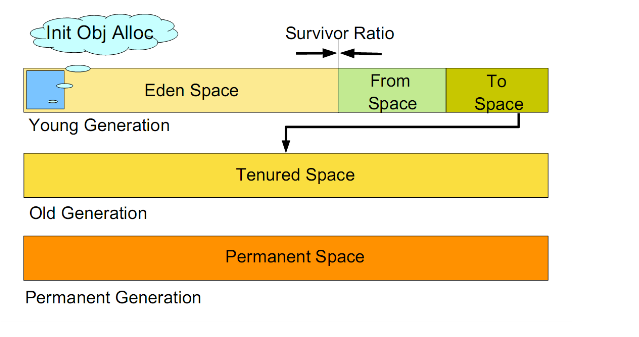 Init Obj Alloc
Survivor Ratio
Eden Space
From
Space
To
Space
Young Generation
Tenured Space
Old Generation
Permanent Space
Permanent Generation